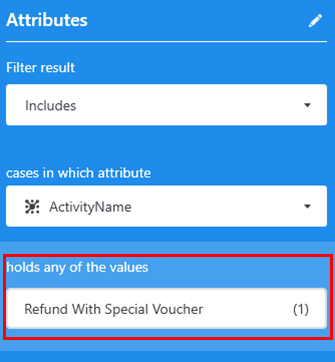 Attributes
Filter result
Includes
cases in which attribute
ActivityName
holds any of the values
Refund With Special Voucher (1)